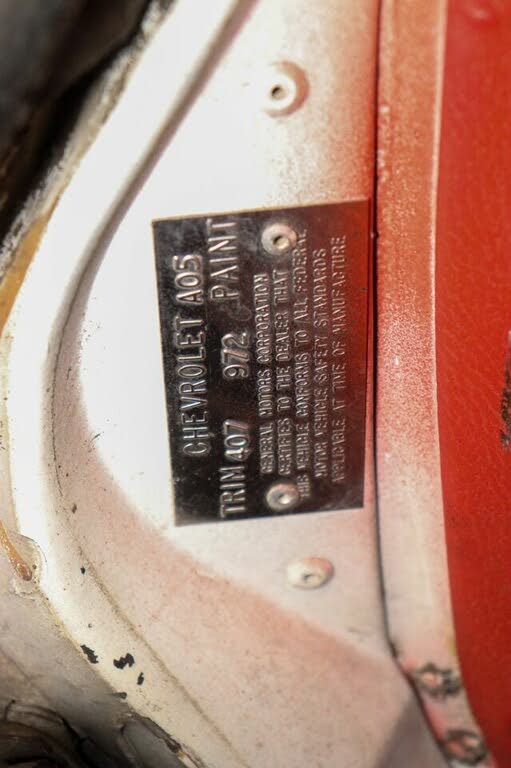 CHEVROLET A05
TRIM 407 972 PAINT
GENERAL MOTORS CORPORATION
CERTIFIES TO THE DEALER THAT
THIS VEHICLE CONFORMS TO ALL FEDERAL
MOTOR VEHICLE SAFETY STANDARDS
APPLICABLE AT TIME OF MANUFACTURE